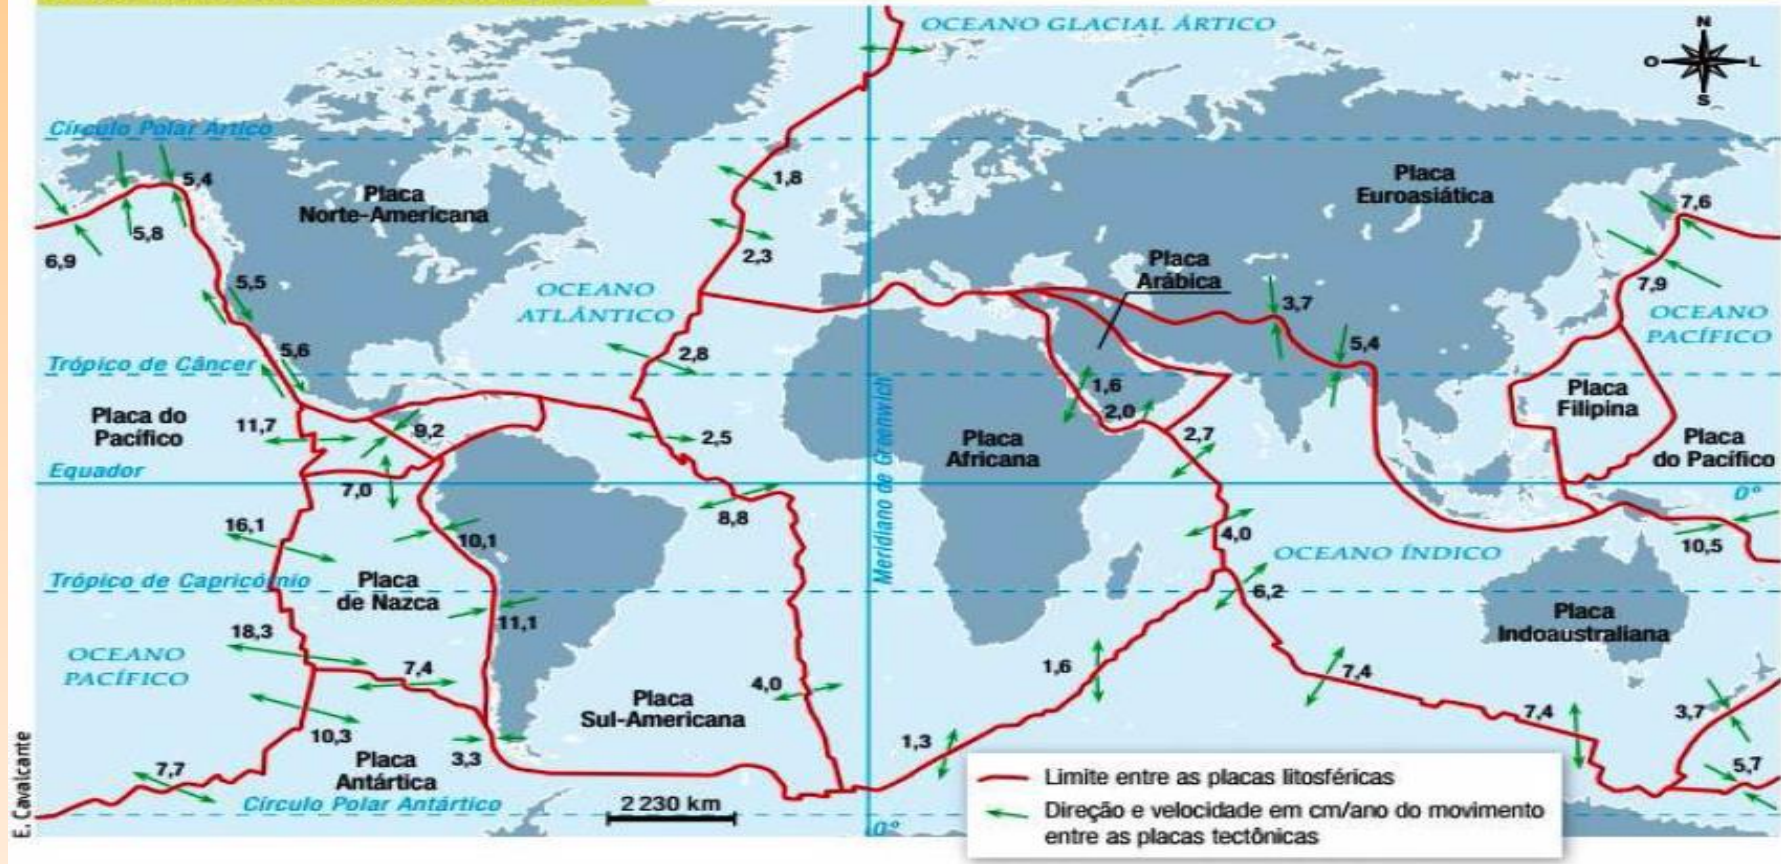 OCEANO GLACIAL ÁRTICO
N
O
L
S
Círculo Polar Ártico
5,4
Placa
Norte-Americana
1,8
Placa
Euroasiática
7,6
5,8
6,9
2,3
5,5
Placa
Arábica
7,9
OCEANO
ATLÂNTICO
3,7
OCEANO
PACÍFICO
5,6
2,8
5,4
Trópico de Câncer
1,6
2,0
Placa
Filipina
Placa do
Pacífico
11,7
9,2
2,5
Meridiano de Greenwich
Placa
Africana
2,7
Placa
do Pacífico
Equador
7,0
8,8
0°
16,1
10,1
4,0
OCEANO ÍNDICO
10,5
Trópico de Capricórnio
Placa
de Nazca
11,1
6,2
Placa
Indoaustraliana
18,3
OCEANO
PACÍFICO
7,4
4,0
1,6
7,4
Placa
Sul-Americana
7,4
3,7
10,3
3,3
1,3
7,7
Placa
Antártica
5,7
Círculo Polar Antártico
2 230 km
0°
Limite entre as placas litosféricas
Direção e velocidade em cm/ano do movimento
entre as placas tectônicas
E. Cavalcante